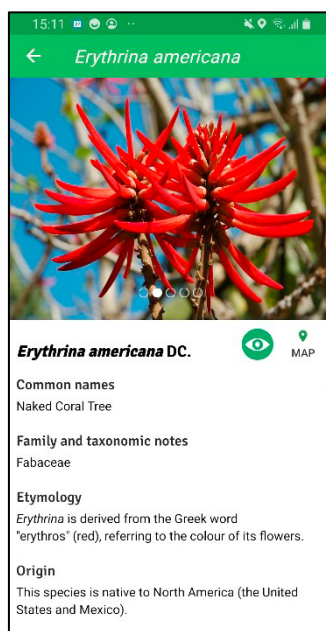 15:11
Erythrina americana
Erythrina americana DC.
MAP
Common names
Naked Coral Tree
Family and taxonomic notes
Fabaceae
Etymology
Erythrina is derived from the Greek word
"erythros" (red), referring to the colour of its flowers.
Origin
This species is native to North America (the United
States and Mexico).